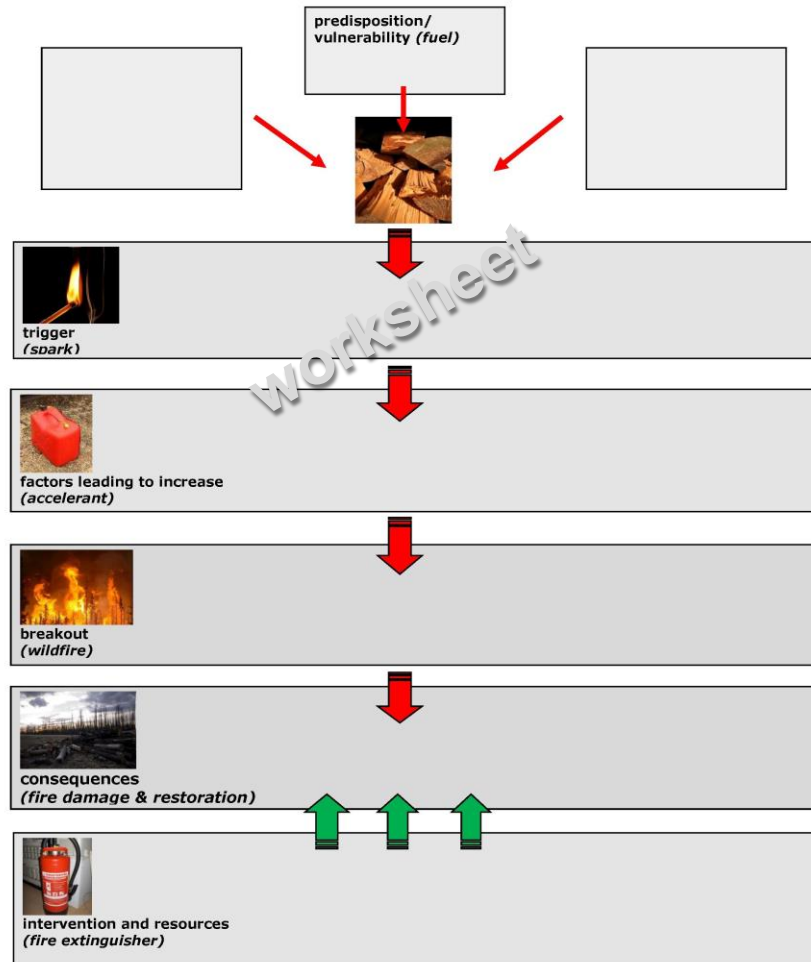 predisposition/
vulnerability (fuel)
worksheet
trigger
(spark)
factors leading to increase
(accelerant)
breakout
(wildfire)
consequences
(fire damage & restoration)
intervention and resources
(fire extinguisher)